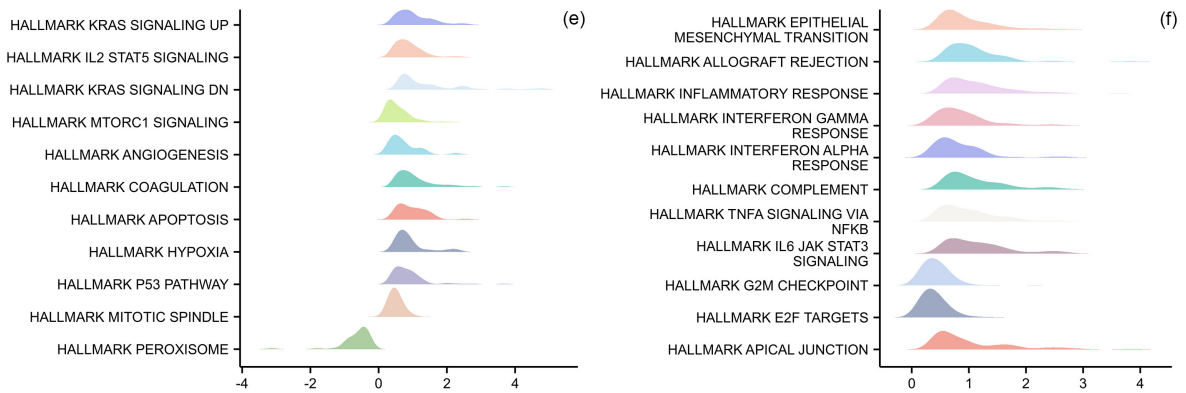 (e)
HALLMARK KRAS SIGNALING UP
HALLMARK IL2 STAT5 SIGNALING
HALLMARK KRAS SIGNALING DN
HALLMARK MTORC1 SIGNALING
HALLMARK ANGIOGENESIS
HALLMARK COAGULATION
HALLMARK APOPTOSIS
HALLMARK HYPOXIA
HALLMARK P53 PATHWAY
HALLMARK MITOTIC SPINDLE
HALLMARK PEROXISOME
-4 -2 0 2 4
(f)
HALLMARK EPITHELIAL
MESENCHYMAL TRANSITION
HALLMARK ALLOGRAFT REJECTION
HALLMARK INFLAMMATORY RESPONSE
HALLMARK INTERFERON GAMMA
RESPONSE
HALLMARK INTERFERON ALPHA
RESPONSE
HALLMARK COMPLEMENT
HALLMARK TNFA SIGNALING VIA
NFKB
HALLMARK IL6 JAK STAT3
SIGNALING
HALLMARK G2M CHECKPOINT
HALLMARK E2F TARGETS
HALLMARK APICAL JUNCTION
0 1 2 3 4